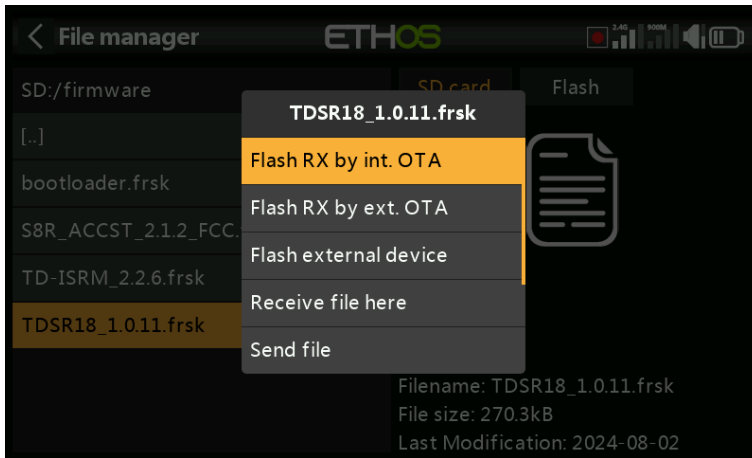 File manager
ETHOS
2.4G
900M
SD:/firmware
SD card
Flash
TDSR18_1.0.11.frsk
[..]
Flash RX by int. OTA
bootloader.frsk
Flash RX by ext. OTA
S8R_ACCST_2.1.2_FCC.
Flash external device
TD-ISRM_2.2.6.frsk
Receive file here
TDSR18_1.0.11.frsk
Send file
Filename: TDSR18_1.0.11.frsk
File size: 270.3kB
Last Modification: 2024-08-02